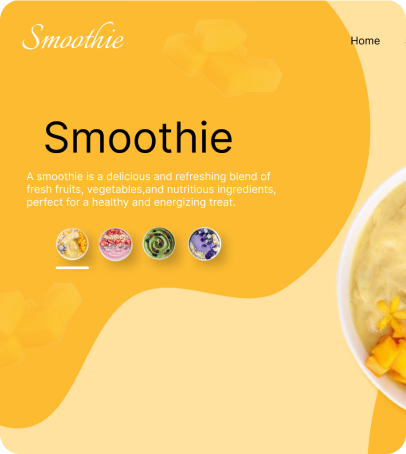 Smoothie
Home
Smoothie
A smoothie is a delicious and refreshing blend of
fresh fruits, vegetables,and nutritious ingredients,
perfect for a healthy and energizing treat.